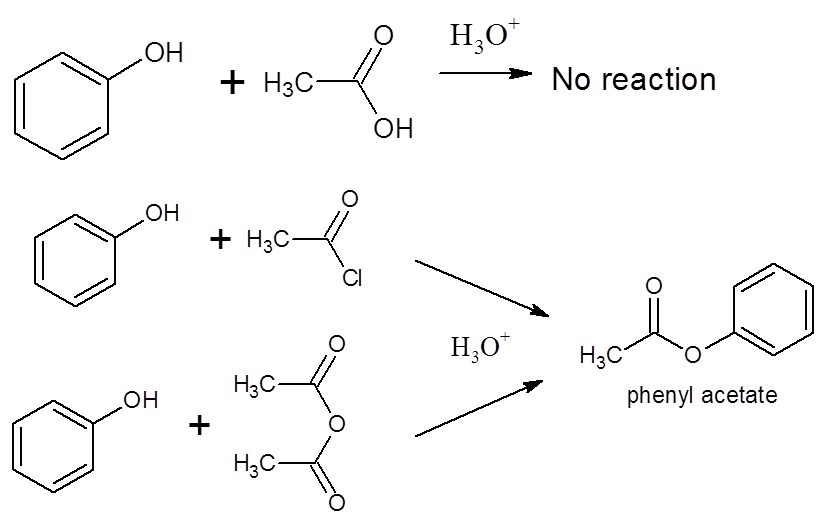 OH
+
H₃C
O
OH
H₃O⁺
No reaction
OH
+
H₃C
O
Cl
OH
+
H₃C
O
O
H₃C
O
H₃O⁺
O
H₃C
O
phenyl acetate